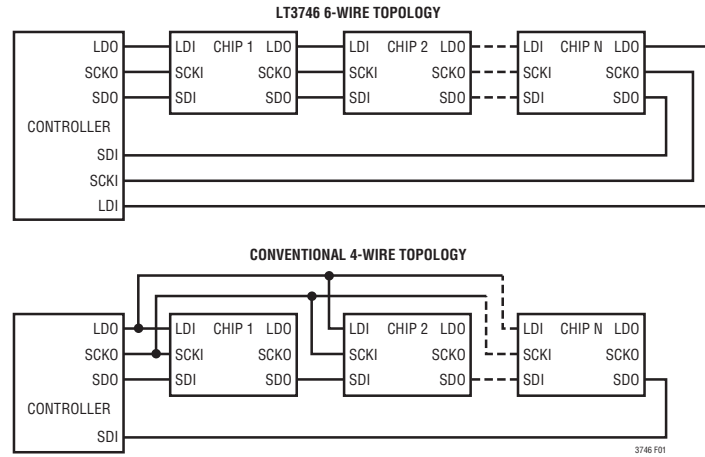 LT3746 6-WIRE TOPOLOGY
LDO LDI CHIP 1 LDO LDI CHIP 2 LDO LDI CHIP N LDO
SCKO SCKI SCKO SCKI SCKO SCKI SCKO
SDO SDI SDO SDI SDO SDI SDO
CONTROLLER
SDI
SCKI
LDI
CONVENTIONAL 4-WIRE TOPOLOGY
LDO LDI CHIP 1 LDO LDI CHIP 2 LDO LDI CHIP N LDO
SCKO SCKI SCKO SCKI SCKO SCKI SCKO
SDO SDI SDO SDI SDO SDI SDO
CONTROLLER
SDI
3746 F01